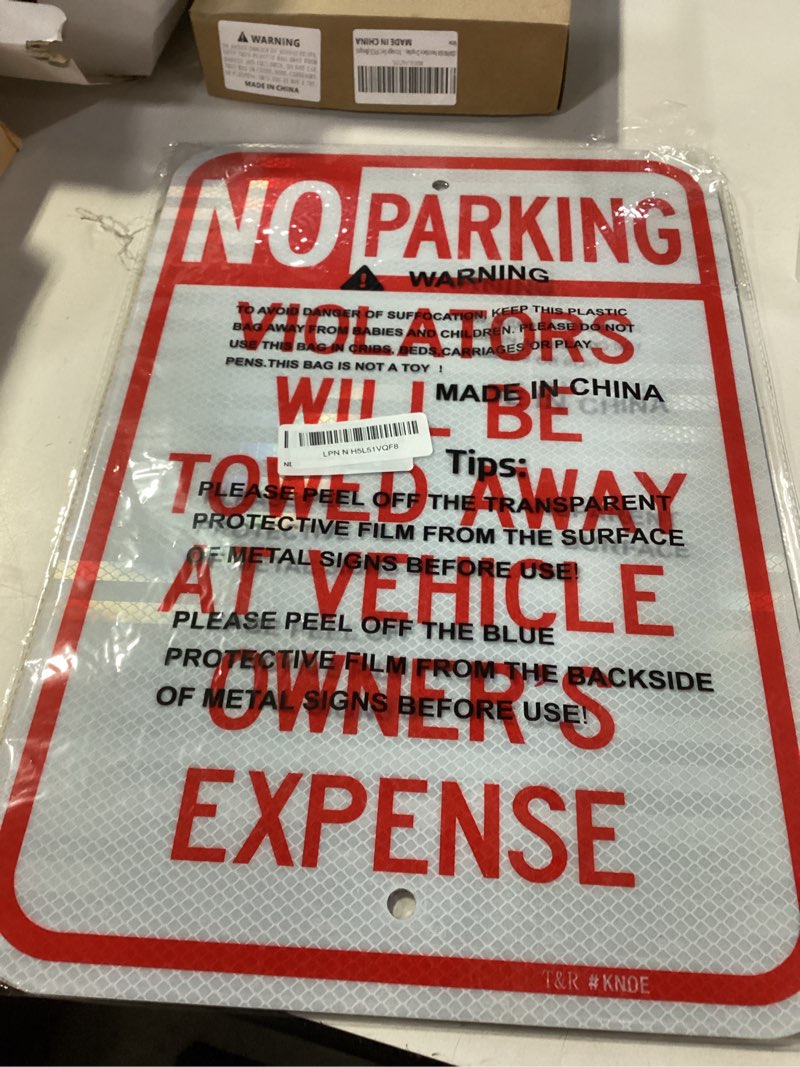 WARNING
MADE IN CHINA
MADE IN CHINA
NO PARKING
WARNING
VIOLATORS
TO AVOID DANGER OF SUFFOCATION, KEEP THIS PLASTIC
BAG AWAY FROM BABIES AND CHILDREN. PLEASE DO NOT
USE THIS BAG IN CRIBS, BEDS,CARRIAGES OR PLAY
PENS.THIS BAG IS NOT A TOY !
WILL BE
MADE IN CHINA
LPN N H5L51VQF8
TOWED AWAY
Tips:
PLEASE PEEL OFF THE TRANSPARENT
PROTECTIVE FILM FROM THE SURFACE
OF METAL SIGNS BEFORE USE!
AT VEHICLE
PLEASE PEEL OFF THE BLUE
PROTECTIVE FILM FROM THE BACKSIDE
OF METAL SIGNS BEFORE USE!
OWNER'S
EXPENSE
T&R #KNOE